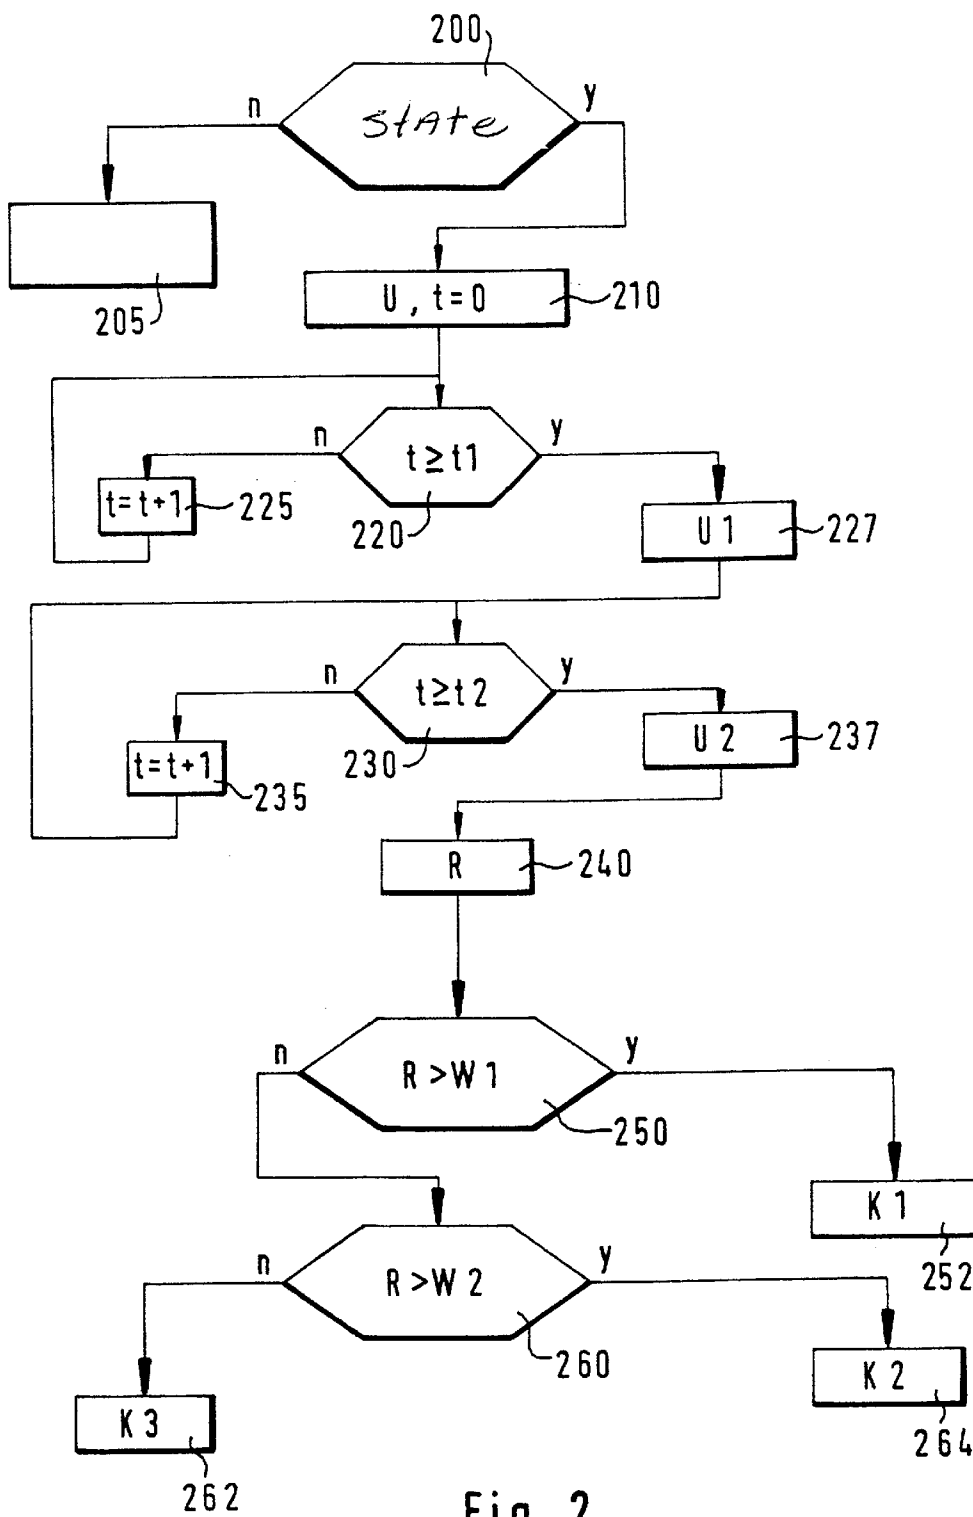 200
n
y
StAte
205
U, t=0
210
n
y
t≥t1
t=t+1
225
220
U1
227
n
y
t≥t2
230
U2
237
t=t+1
235
R
240
n
y
R>W1
250
K1
252
n
y
R>W2
260
K2
264
K3
262
Fig. 2